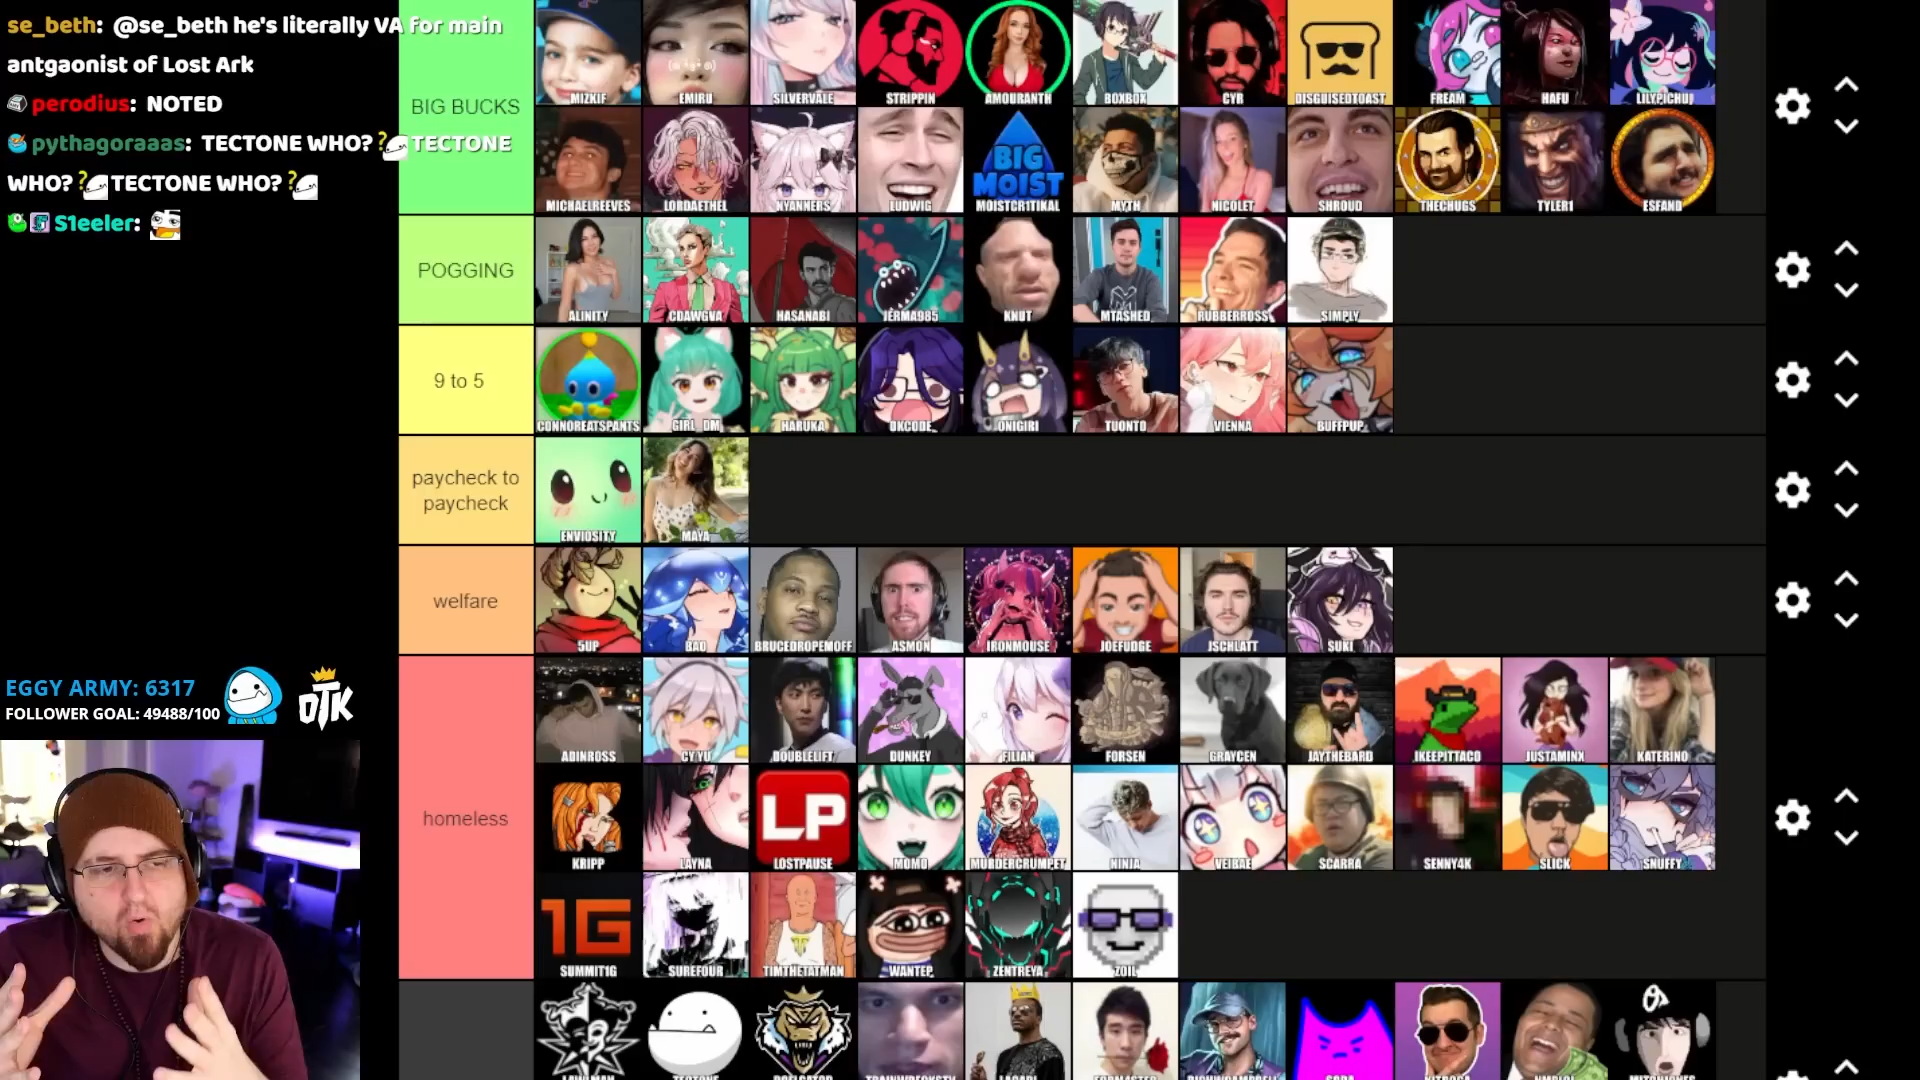 se_beth: @se_beth he's literally VA for main
antgaonist of Lost Ark
perodius: NOTED
pythagoraaas: TECTONE WHO? TECTONE
WHO? TECTONE WHO?
S1eeler:
BIG BUCKS
MIZKIF EMIRU SILVERVALE STRIPPIN AMOURANTH BOXBOX CYR DISGUISEDTOAST FREAM HAFU LILYPICHU
BIG
MOIST
MICHAELREEVES LORDAETHEL NYANNERS LUDWIG MOISTCR1TIKAL MYTH NICOLET SHROUD THECHUGS TYLER1 ESFAND
POGGING
ALINITY CDAWGVA HASANABI JERMA985 KNUT MTASHED RUBBERROSS SIMPLY
9 to 5
CONNOREATSPANTS GIRL_DM HARUKA OKCODE ONIGIRI TUONTO VIENNA BUFFPUP
paycheck to
paycheck
ENVIOSITY MAYA
welfare
5UP BAO BRUCEDROPEMOFF ASMON IRONMOUSE JOEFUDGE JSCHLATT SUKI
EGGY ARMY: 6317
FOLLOWER GOAL: 49488/100
OTK
homeless
ADINROSS CYYU DOUBLELIFT DUNKEY FILIAN FORSEN GRAYCEN JAYTHEBARD JKEEPITTACO JUSTAMINX KATERINO
LP
KRIPP LAYNA LOSTPAUSE MOMO MURDERCRUMPET NINJA VEIBAE SCARRA SENNY4K SLICK SNUFFY
1G
SUMMIT1G SUREFOUR TIMTHETATMAN WANTEP ZENTREYA ZOIL